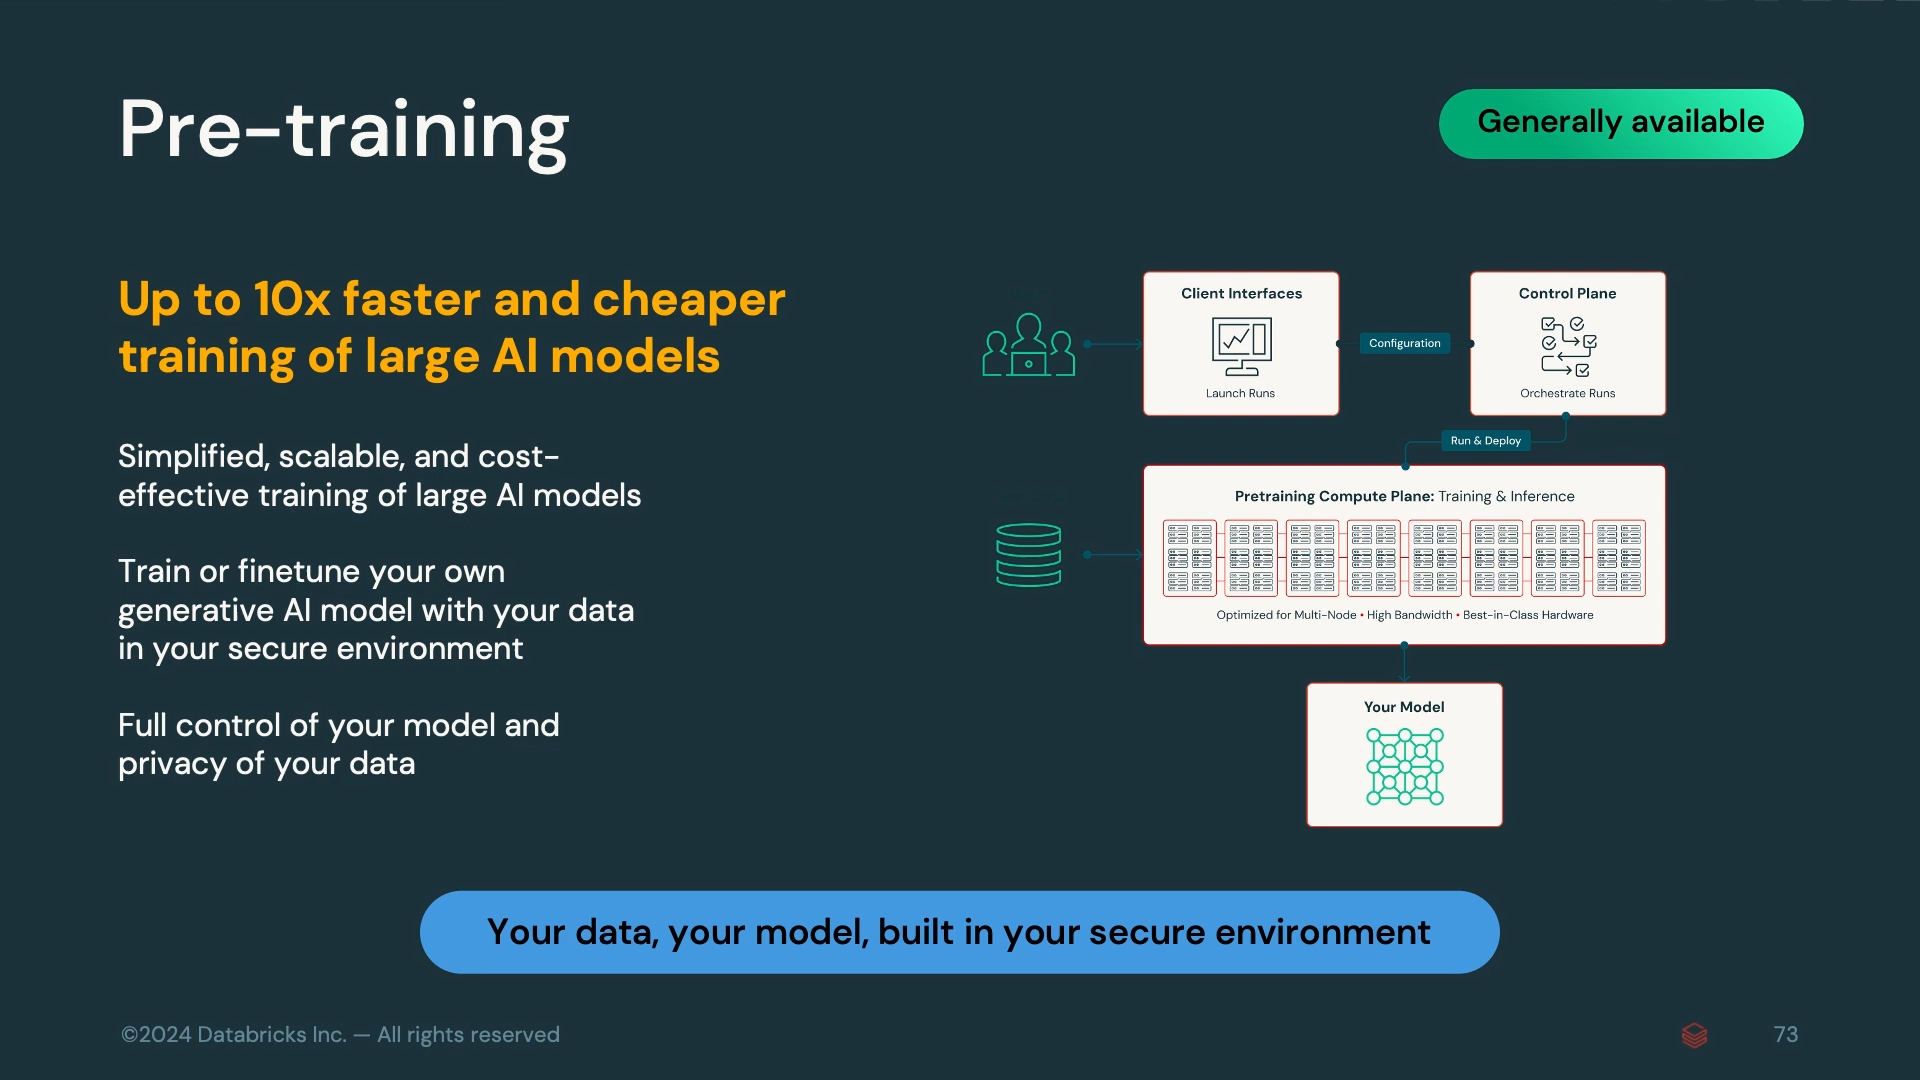 Pre-training
Generally available
Up to 10x faster and cheaper
training of large AI models
Simplified, scalable, and cost-
effective training of large AI models
Train or finetune your own
generative AI model with your data
in your secure environment
Full control of your model and
privacy of your data
Client Interfaces
Launch Runs
Configuration
Control Plane
Orchestrate Runs
Run & Deploy
Pretraining Compute Plane: Training & Inference
Optimized for Multi-Node • High Bandwidth • Best-in-Class Hardware
Your Model
Your data, your model, built in your secure environment
©2024 Databricks Inc. — All rights reserved
73